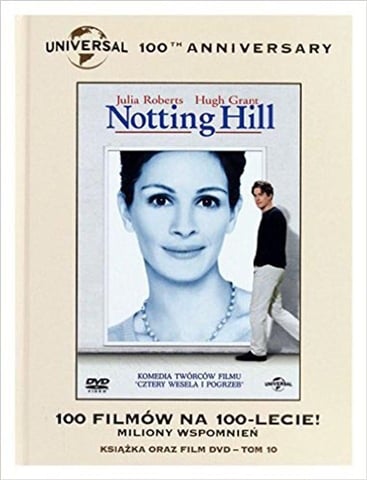 UNIVERSAL 100TH ANNIVERSARY
Julia Roberts Hugh Grant
Notting Hill
KOMEDIA TWÓRCÓW FILMU
"CZTERY WESELA I POGRZEB"
DVD
VIDEO
UNIVERSAL
100 FILMÓW NA 100-LECIE!
MILIONY WSPOMNIEŃ
KSIĄŻKA ORAZ FILM DVD – TOM 10